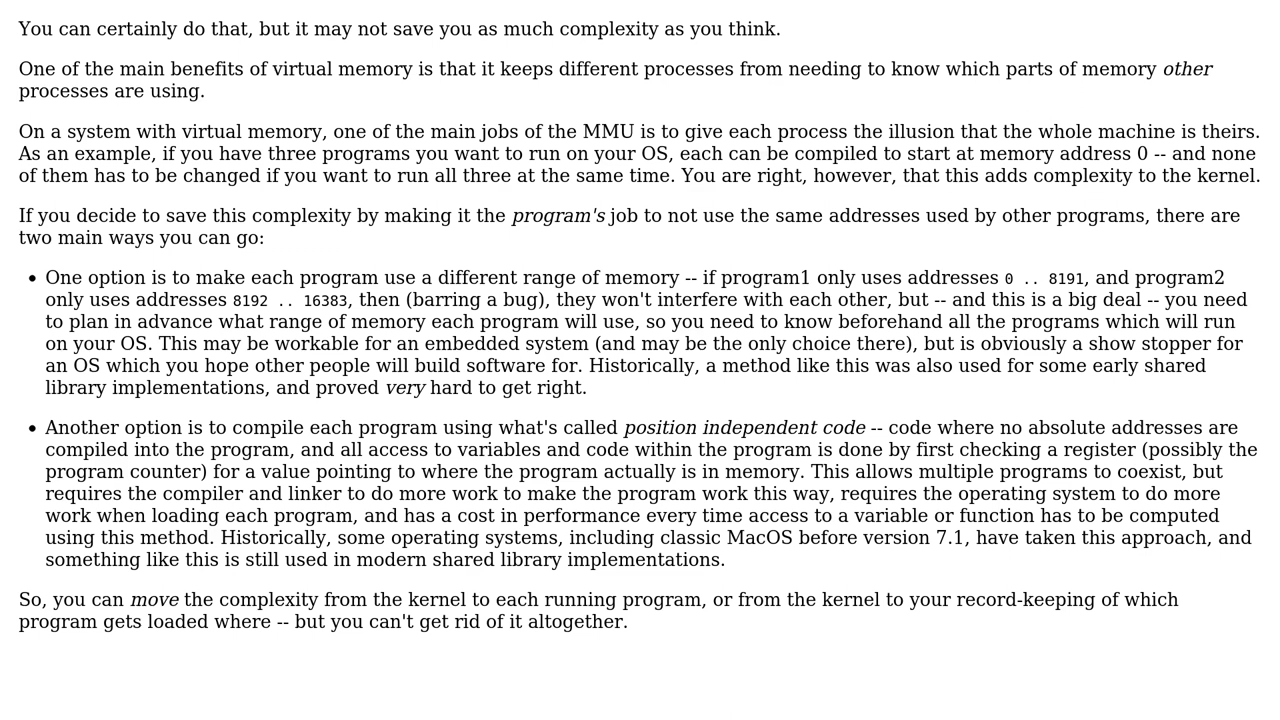 You can certainly do that, but it may not save you as much complexity as you think.
One of the main benefits of virtual memory is that it keeps different processes from needing to know which parts of memory other
processes are using.
On a system with virtual memory, one of the main jobs of the MMU is to give each process the illusion that the whole machine is theirs.
As an example, if you have three programs you want to run on your OS, each can be compiled to start at memory address 0 -- and none
of them has to be changed if you want to run all three at the same time. You are right, however, that this adds complexity to the kernel.
If you decide to save this complexity by making it the program's job to not use the same addresses used by other programs, there are
two main ways you can go:
• One option is to make each program use a different range of memory -- if program1 only uses addresses 0 .. 8191, and program2
only uses addresses 8192 .. 16383, then (barring a bug), they won't interfere with each other, but -- and this is a big deal -- you need
to plan in advance what range of memory each program will use, so you need to know beforehand all the programs which will run
on your OS. This may be workable for an embedded system (and may be the only choice there), but is obviously a show stopper for
an OS which you hope other people will build software for. Historically, a method like this was also used for some early shared
library implementations, and proved very hard to get right.
• Another option is to compile each program using what's called position independent code -- code where no absolute addresses are
compiled into the program, and all access to variables and code within the program is done by first checking a register (possibly the
program counter) for a value pointing to where the program actually is in memory. This allows multiple programs to coexist, but
requires the compiler and linker to do more work to make the program work this way, requires the operating system to do more
work when loading each program, and has a cost in performance every time access to a variable or function has to be computed
using this method. Historically, some operating systems, including classic MacOS before version 7.1, have taken this approach, and
something like this is still used in modern shared library implementations.
So, you can move the complexity from the kernel to each running program, or from the kernel to your record-keeping of which
program gets loaded where -- but you can't get rid of it altogether.